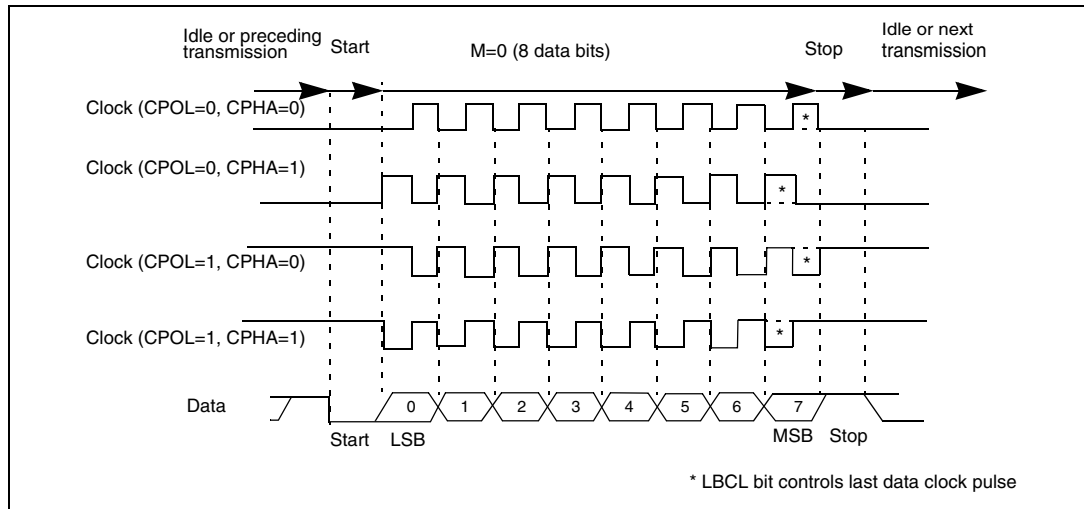 Idle or preceding
transmission
Start
M=0 (8 data bits)
Stop
Idle or next
transmission
Clock (CPOL=0, CPHA=0)
*
Clock (CPOL=0, CPHA=1)
*
Clock (CPOL=1, CPHA=0)
*
Clock (CPOL=1, CPHA=1)
*
Data
0 1 2 3 4 5 6 7
Start LSB MSB Stop
* LBCL bit controls last data clock pulse